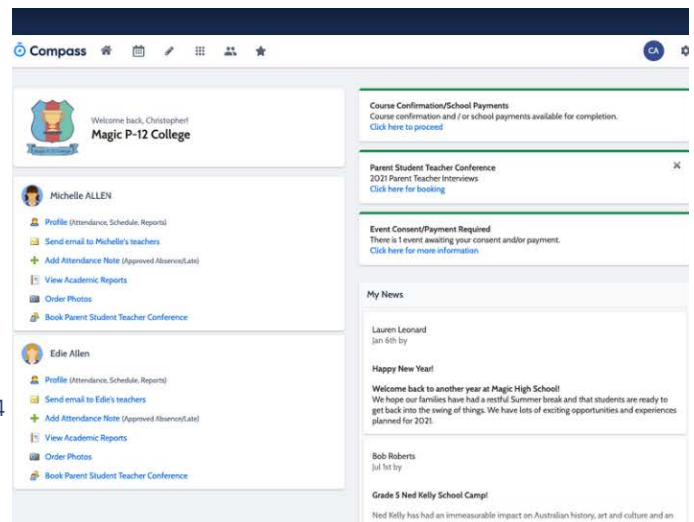 Compass
CA
Welcome back, Christopher!
Magic P-12 College
Michelle ALLEN
Profile (Attendance, Schedule, Reports)
Send email to Michelle's teachers
Add Attendance Note (Approved Absence/Late)
View Academic Reports
Order Photos
Book Parent Student Teacher Conference
Edie Allen
Profile (Attendance, Schedule, Reports)
Send email to Edie's teachers
Add Attendance Note (Approved Absence/Late)
View Academic Reports
Order Photos
Book Parent Student Teacher Conference
4
Course Confirmation/School Payments
Course confirmation and / or school payments available for completion.
Click here to proceed
Parent Student Teacher Conference
2021 Parent Teacher Interviews
Click here for booking
Event Consent/Payment Required
There is 1 event awaiting your consent and/or payment.
Click here for more information
My News
Lauren Leonard
Jan 6th by
Happy New Year!
Welcome back to another year at Magic High School!
We hope our families have had a restful Summer break and that students are ready to
get back into the swing of things. We have lots of exciting opportunities and experiences
planned for 2021.
Bob Roberts
Jul 1st by
Grade 5 Ned Kelly School Camp!
Ned Kelly has had an immeasurable impact on Australian history, art and culture and an